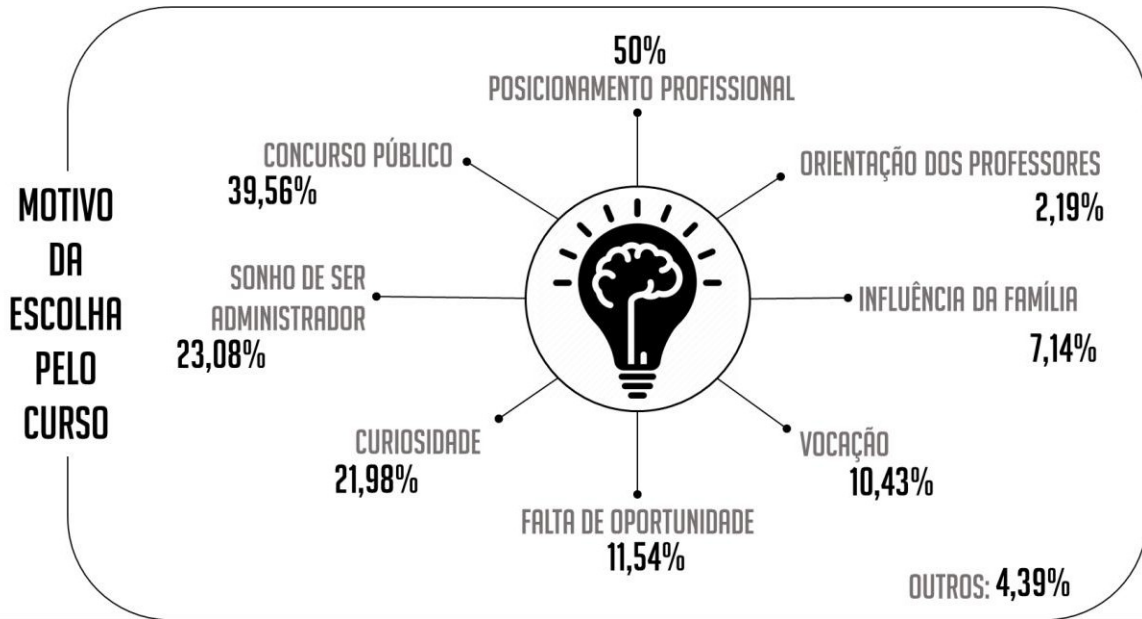 MOTIVO
DA
ESCOLHA
PELO
CURSO
50%
POSICIONAMENTO PROFISSIONAL
CONCURSO PÚBLICO
39,56%
ORIENTAÇÃO DOS PROFESSORES
2,19%
SONHO DE SER
ADMINISTRADOR
23,08%
INFLUÊNCIA DA FAMÍLIA
7,14%
CURIOSIDADE
21,98%
VOCAÇÃO
10,43%
FALTA DE OPORTUNIDADE
11,54%
OUTROS: 4,39%